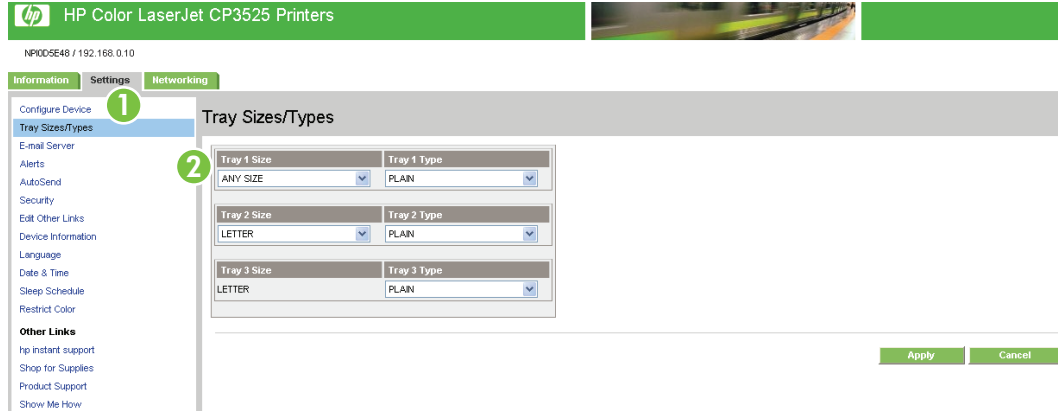 hp HP Color LaserJet CP3525 Printers
NPI0D5E48 / 192.168.0.10
Information Settings Networking
Configure Device
1
Tray Sizes/Types
Tray Sizes/Types
E-mail Server
Alerts
AutoSend
Security
Edit Other Links
Device Information
Language
Date & Time
Sleep Schedule
Restrict Color
Other Links
hp instant support
Shop for Supplies
Product Support
Show Me How
2
Tray 1 Size Tray 1 Type
ANY SIZE PLAIN
Tray 2 Size Tray 2 Type
LETTER PLAIN
Tray 3 Size Tray 3 Type
LETTER PLAIN
Apply Cancel